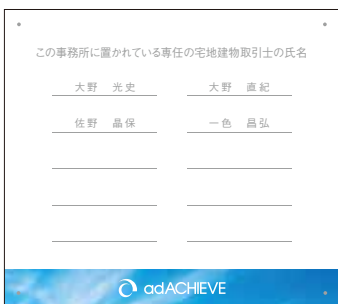 この事務所に置かれている専任の宅地建物取引士の氏名
大野 光史 大野 直紀
佐野 晶保 一色 昌弘
adACHIEVE